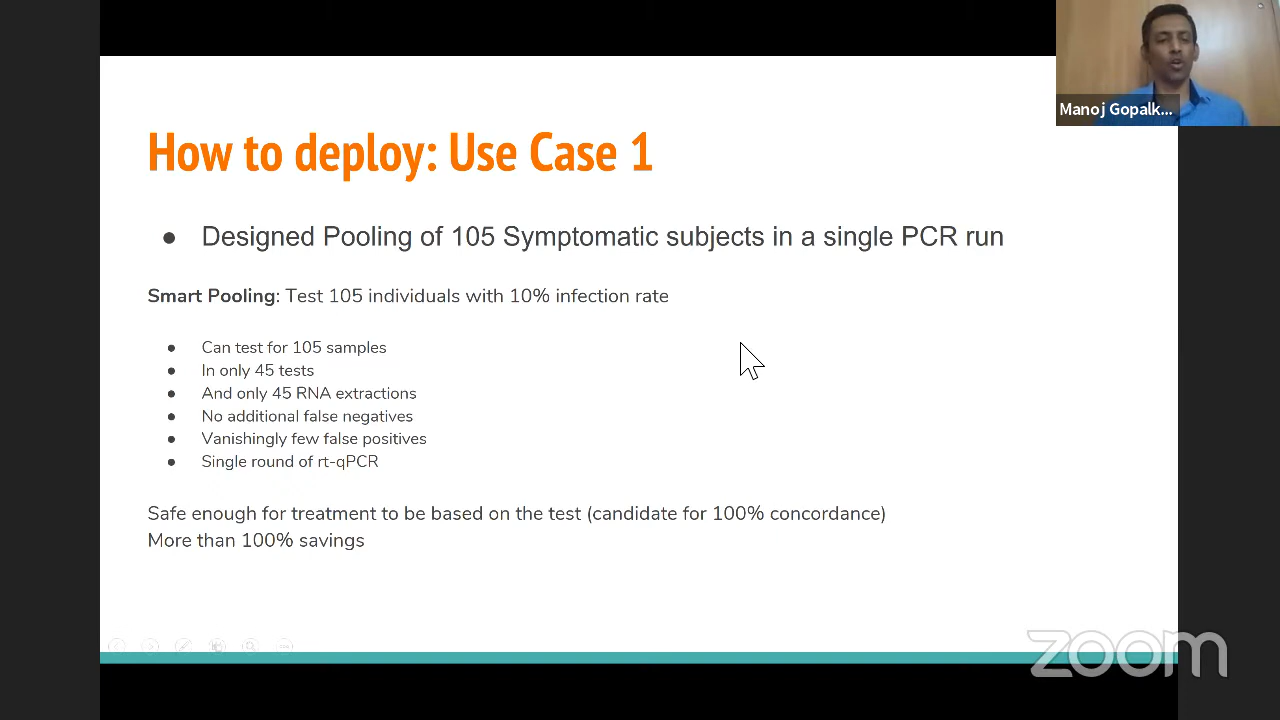 Manoj Gopalk...
How to deploy: Use Case 1
● Designed Pooling of 105 Symptomatic subjects in a single PCR run
Smart Pooling: Test 105 individuals with 10% infection rate
● Can test for 105 samples
● In only 45 tests
● And only 45 RNA extractions
● No additional false negatives
● Vanishingly few false positives
● Single round of rt-qPCR
Safe enough for treatment to be based on the test (candidate for 100% concordance)
More than 100% savings
zoom